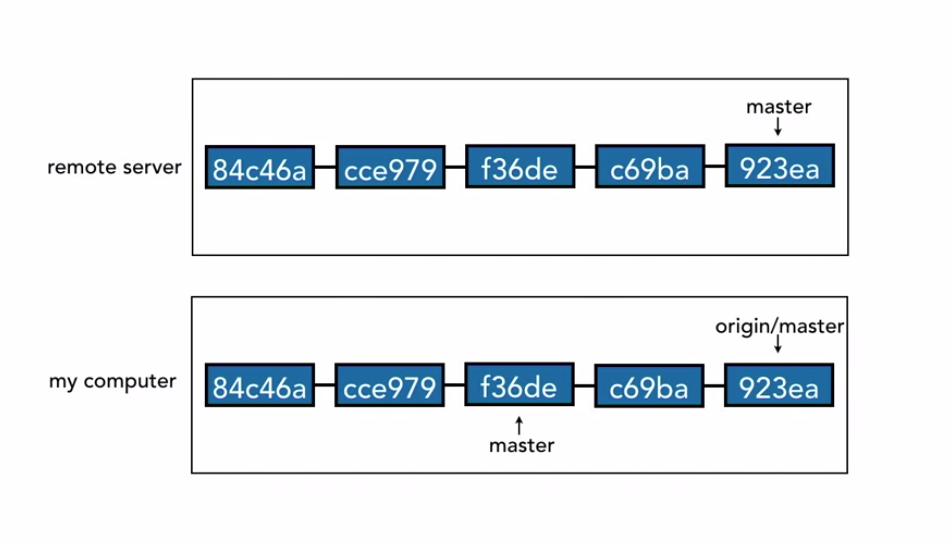 master
remote server
84c46a
cce979
f36de
c69ba
923ea
origin/master
my computer
84c46a
cce979
f36de
c69ba
923ea
master